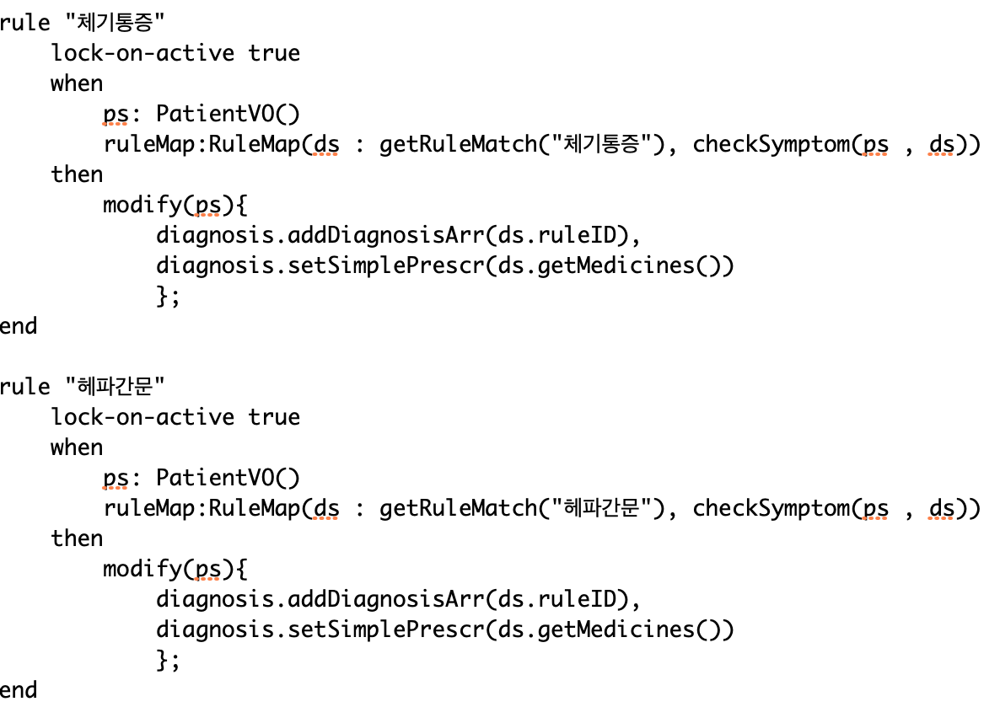 rule "체기통증"
    lock-on-active true
    when
        ps: PatientVO()
        ruleMap:RuleMap(ds : getRuleMatch("체기통증"), checkSymptom(ps , ds))
    then
        modify(ps){
            diagnosis.addDiagnosisArr(ds.ruleID),
            diagnosis.setSimplePrescr(ds.getMedicines())
            };
end

rule "헤파간문"
    lock-on-active true
    when
        ps: PatientVO()
        ruleMap:RuleMap(ds : getRuleMatch("헤파간문"), checkSymptom(ps , ds))
    then
        modify(ps){
            diagnosis.addDiagnosisArr(ds.ruleID),
            diagnosis.setSimplePrescr(ds.getMedicines())
            };
end